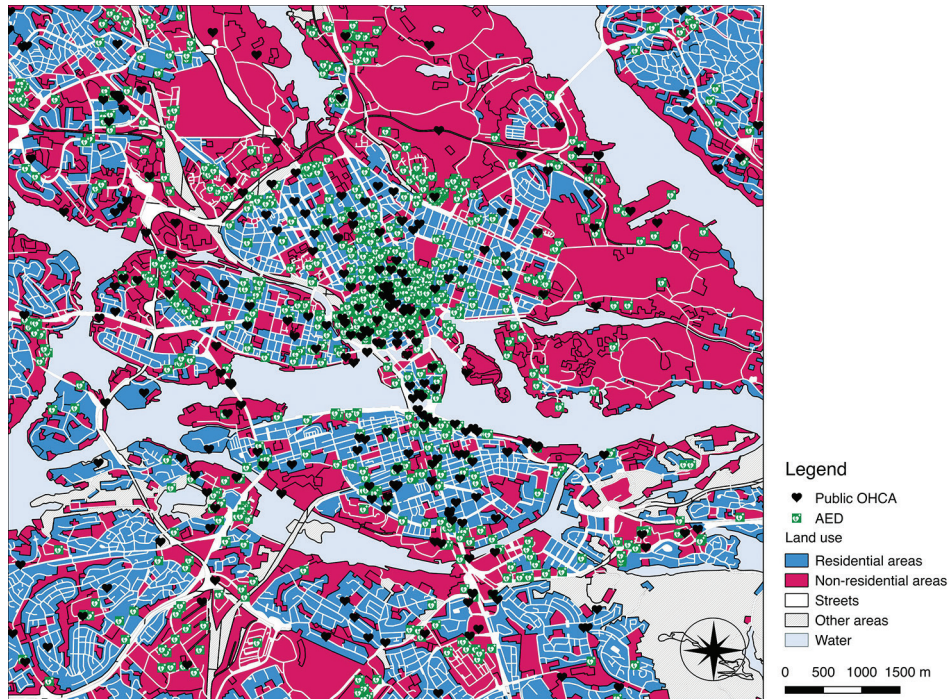 Legend
Public OHCA
AED
Land use
Residential areas
Non-residential areas
Streets
Other areas
Water
0 500 1000 1500 m